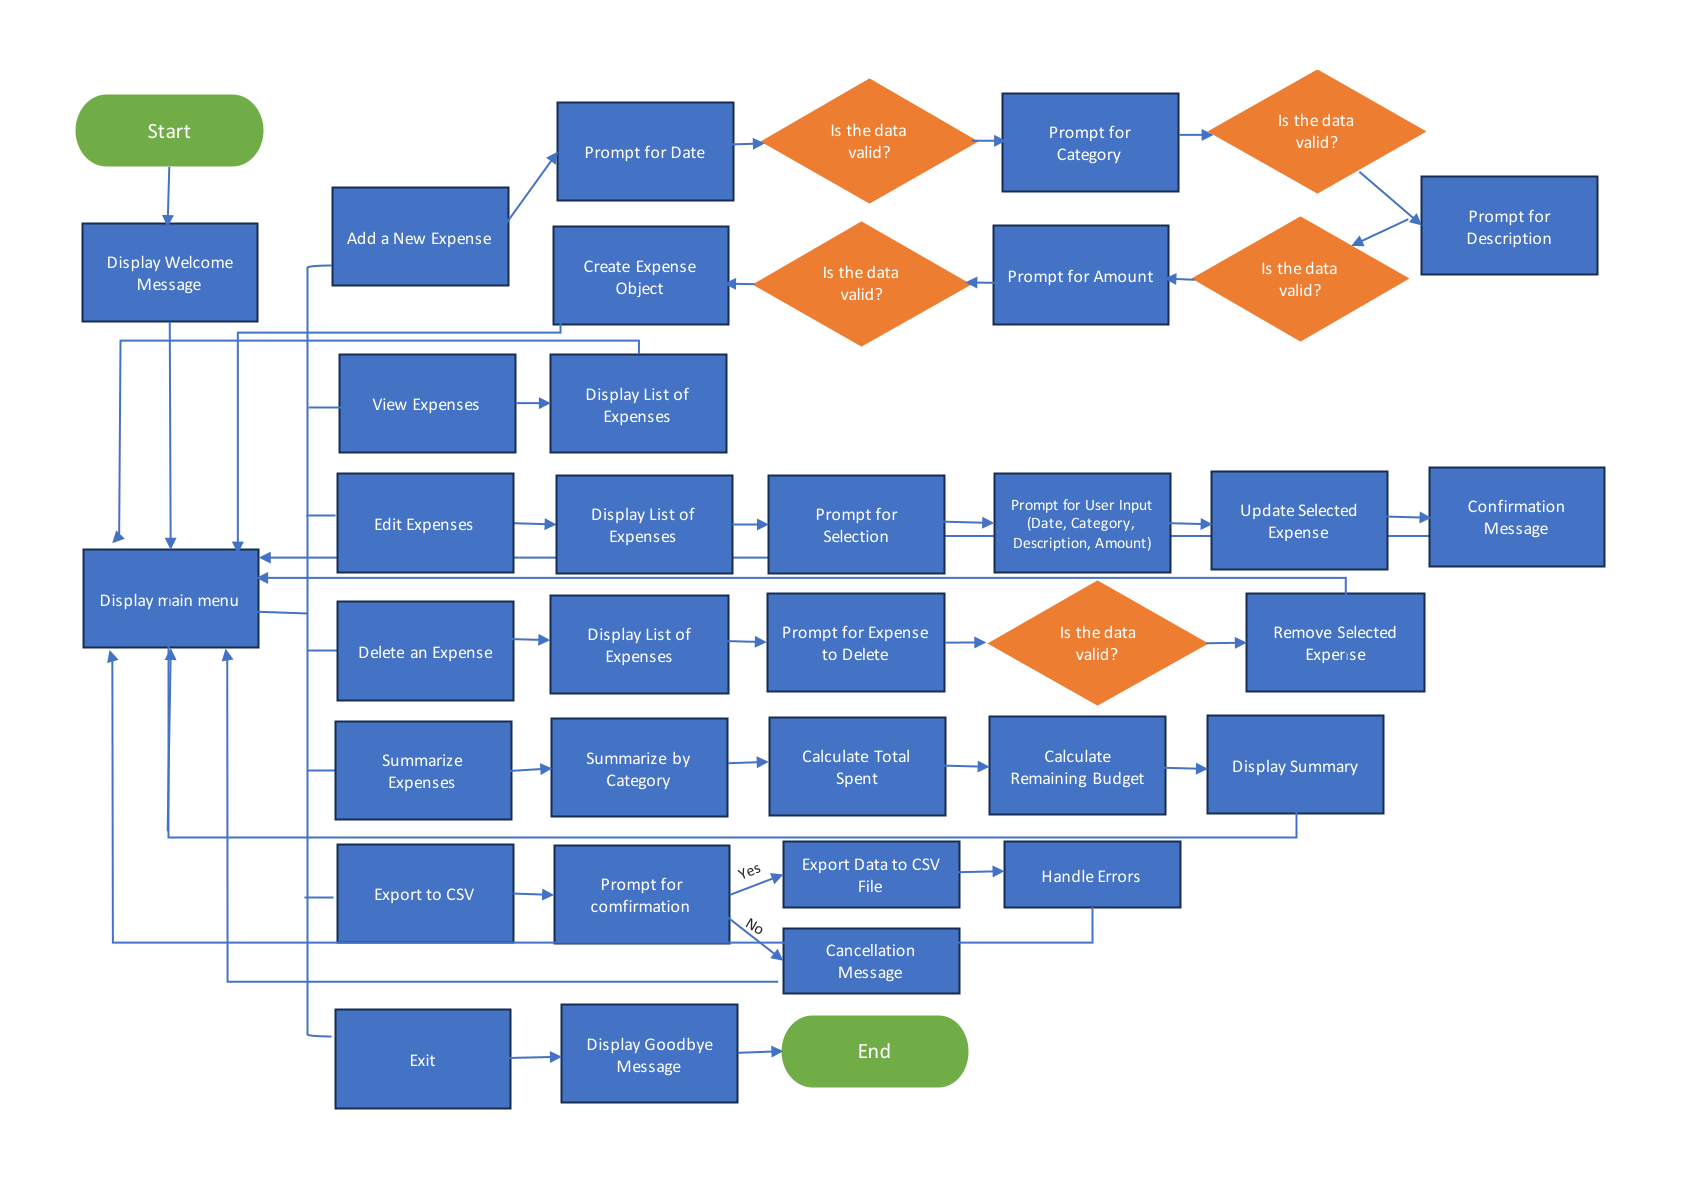 Start
Display Welcome
Message
Add a New Expense
Prompt for Date
Is the data
valid?
Prompt for
Category
Is the data
valid?
Prompt for
Description
Is the data
valid?
Prompt for Amount
Is the data
valid?
Create Expense
Object
View Expenses
Display List of
Expenses
Edit Expenses
Display List of
Expenses
Prompt for
Selection
Prompt for User Input
(Date, Category,
Description, Amount)
Update Selected
Expense
Confirmation
Message
Display main menu
Delete an Expense
Display List of
Expenses
Prompt for Expense
to Delete
Is the data
valid?
Remove Selected
Expense
Summarize
Expenses
Summarize by
Category
Calculate Total
Spent
Calculate
Remaining Budget
Display Summary
Export to CSV
Prompt for
comfirmation
Yes
Export Data to CSV
File
Handle Errors
No
Cancellation
Message
Exit
Display Goodbye
Message
End